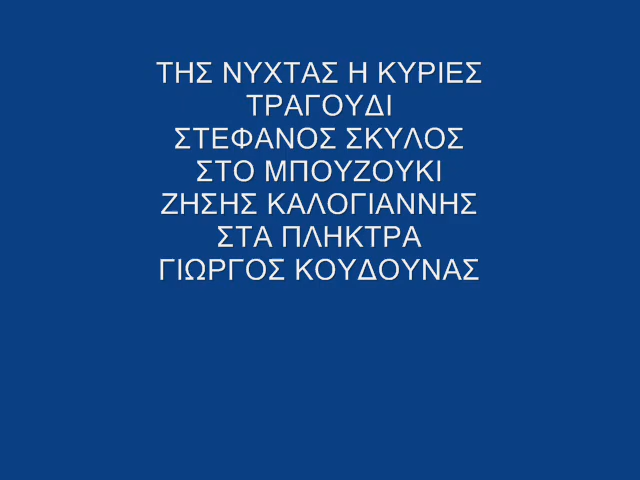 ΤΗΣ ΝΥΧΤΑΣ Η ΚΥΡΙΕΣ
ΤΡΑΓΟΥΔΙ
ΣΤΕΦΑΝΟΣ ΣΚΥΛΟΣ
ΣΤΟ ΜΠΟΥΖΟΥΚΙ
ΖΗΣΗΣ ΚΑΛΟΓΙΑΝΝΗΣ
ΣΤΑ ΠΛΗΚΤΡΑ
ΓΙΩΡΓΟΣ ΚΟΥΔΟΥΝΑΣ